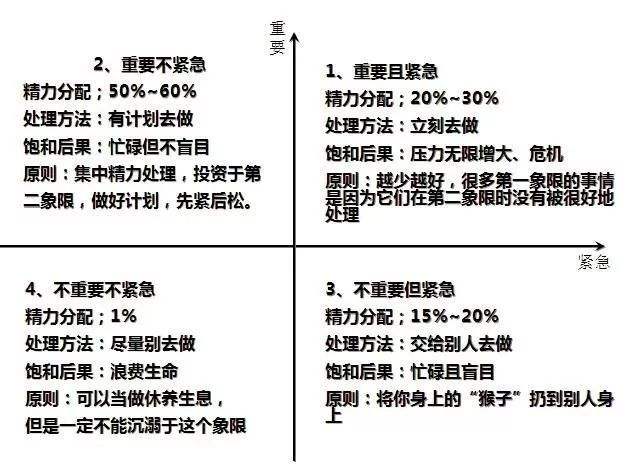 重
要
2、重要不紧急
精力分配；50%~60%
处理方法：有计划去做
饱和后果：忙碌但不盲目
原则：集中精力处理，投资于第
二象限，做好计划，先紧后松。
1、重要且紧急
精力分配；20%~30%
处理方法：立刻去做
饱和后果：压力无限增大、危机
原则：越少越好，很多第一象限的事情
是因为它们在第二象限时没有被很好地
处理
紧急
4、不重要不紧急
精力分配；1%
处理方法：尽量别去做
饱和后果：浪费生命
原则：可以当做休养生息，
但是一定不能沉溺于这个象限
3、不重要但紧急
精力分配；15%~20%
处理方法：交给别人去做
饱和后果：忙碌且盲目
原则：将你身上的“猴子”扔到别人身
上